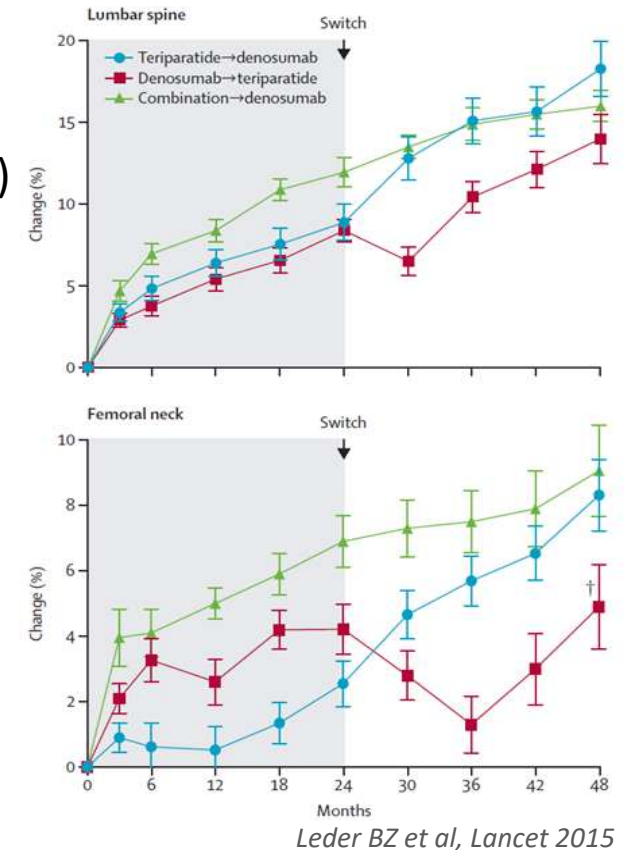 Lumbar spine
Switch
20
Teriparatide→denosumab
Denosumab→teriparatide
Combination→denosumab
15
)
Change (%)
10
5
0
Femoral neck
Switch
10
8
6
†
Change (%)
4
2
0
0 6 12 18 24 30 36 42 48
Months
Leder BZ et al, Lancet 2015